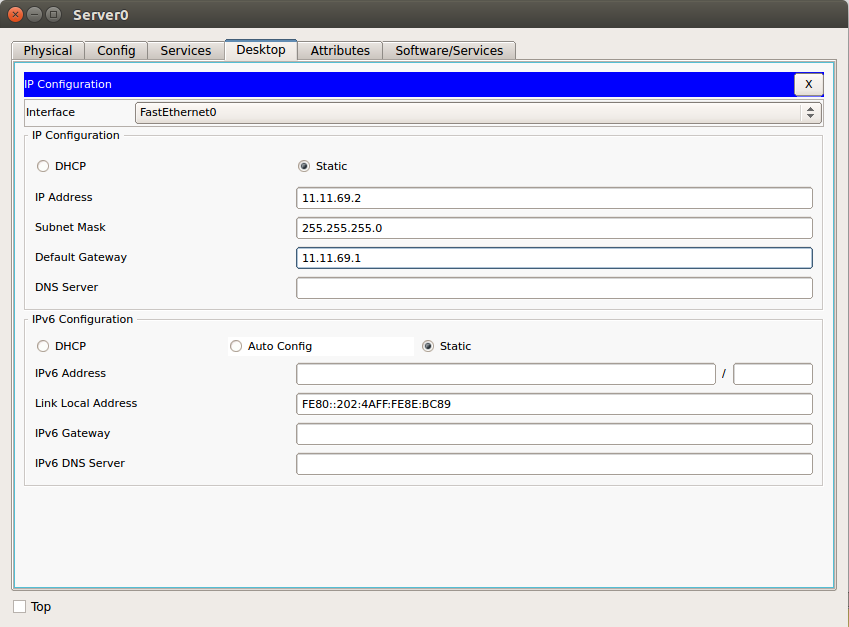 Server0
Physical Config Services Desktop Attributes Software/Services
IP Configuration X
Interface FastEthernet0
IP Configuration
DHCP Static
IP Address 11.11.69.2
Subnet Mask 255.255.255.0
Default Gateway 11.11.69.1
DNS Server
IPv6 Configuration
DHCP Auto Config Static
IPv6 Address /
Link Local Address FE80::202:4AFF:FE8E:BC89
IPv6 Gateway
IPv6 DNS Server
Top